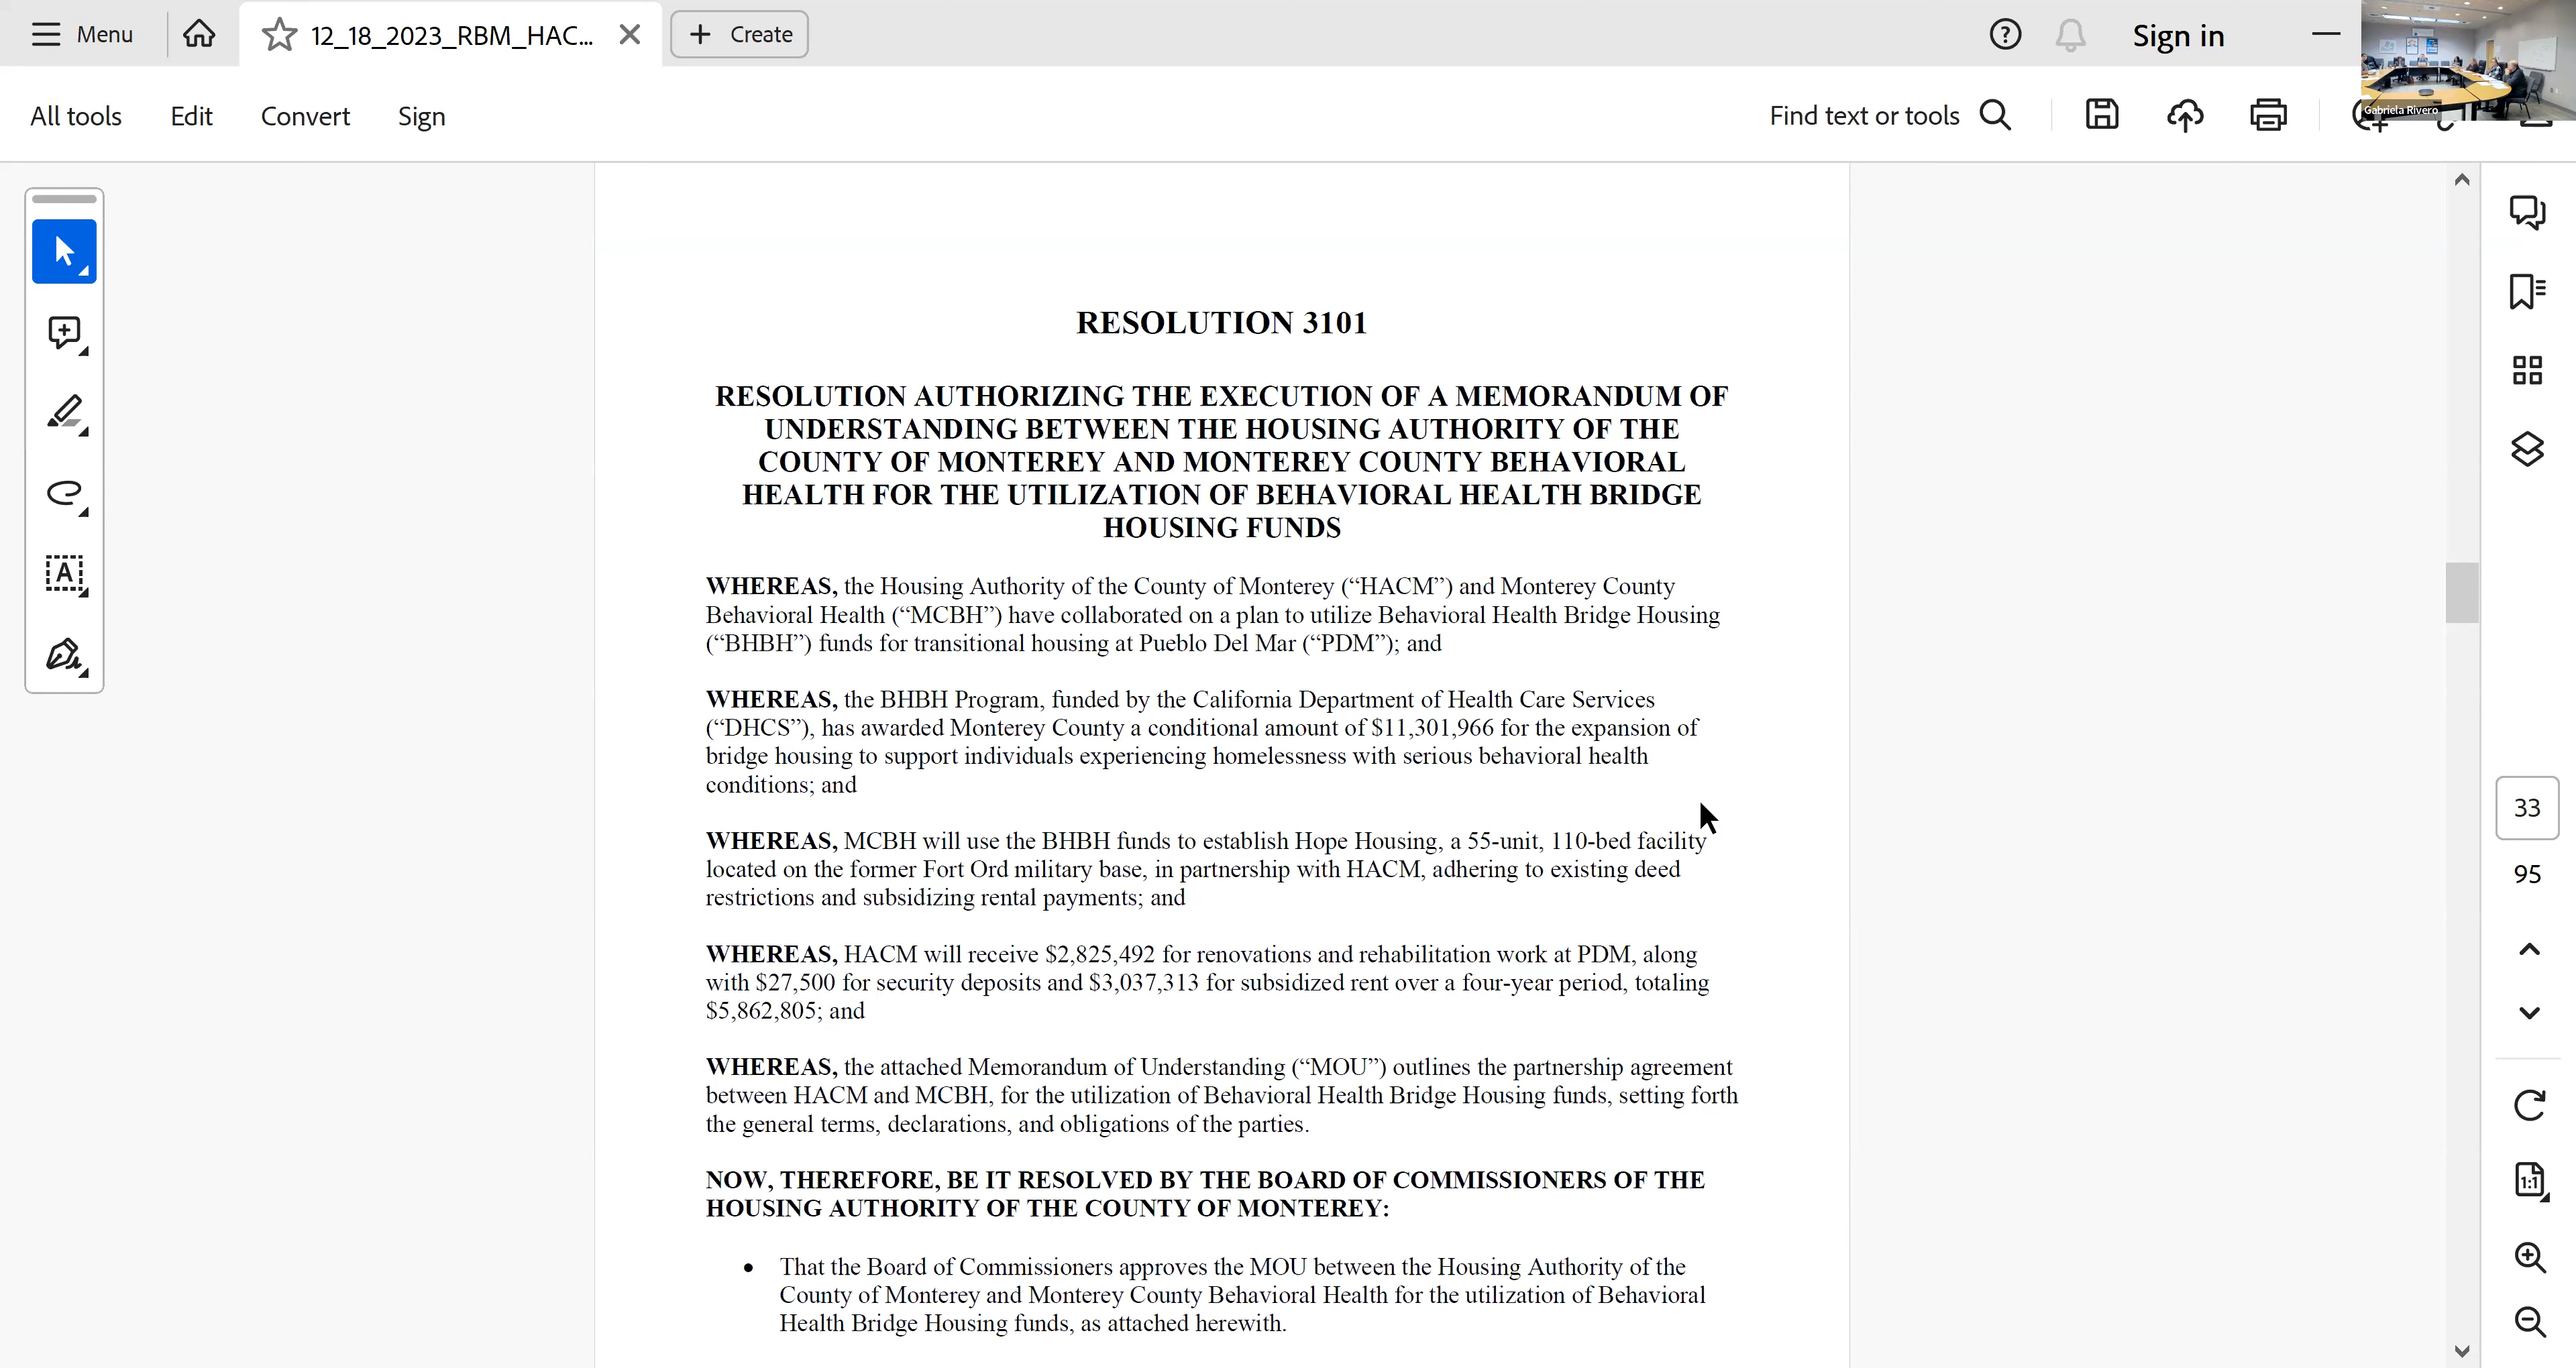 Menu
12_18_2023_RBM_HAC...
Create
Sign in
Gabriela Rivero
All tools
Edit
Convert
Sign
Find text or tools
RESOLUTION 3101
RESOLUTION AUTHORIZING THE EXECUTION OF A MEMORANDUM OF
UNDERSTANDING BETWEEN THE HOUSING AUTHORITY OF THE
COUNTY OF MONTEREY AND MONTEREY COUNTY BEHAVIORAL
HEALTH FOR THE UTILIZATION OF BEHAVIORAL HEALTH BRIDGE
HOUSING FUNDS
WHEREAS, the Housing Authority of the County of Monterey (“HACM”) and Monterey County
Behavioral Health (“MCBH”) have collaborated on a plan to utilize Behavioral Health Bridge Housing
(“BHBH”) funds for transitional housing at Pueblo Del Mar (“PDM”); and
WHEREAS, the BHBH Program, funded by the California Department of Health Care Services
(“DHCS”), has awarded Monterey County a conditional amount of $11,301,966 for the expansion of
bridge housing to support individuals experiencing homelessness with serious behavioral health
conditions; and
WHEREAS, MCBH will use the BHBH funds to establish Hope Housing, a 55-unit, 110-bed facility
located on the former Fort Ord military base, in partnership with HACM, adhering to existing deed
restrictions and subsidizing rental payments; and
WHEREAS, HACM will receive $2,825,492 for renovations and rehabilitation work at PDM, along
with $27,500 for security deposits and $3,037,313 for subsidized rent over a four-year period, totaling
$5,862,805; and
WHEREAS, the attached Memorandum of Understanding (“MOU”) outlines the partnership agreement
between HACM and MCBH, for the utilization of Behavioral Health Bridge Housing funds, setting forth
the general terms, declarations, and obligations of the parties.
NOW, THEREFORE, BE IT RESOLVED BY THE BOARD OF COMMISSIONERS OF THE
HOUSING AUTHORITY OF THE COUNTY OF MONTEREY:
• That the Board of Commissioners approves the MOU between the Housing Authority of the
County of Monterey and Monterey County Behavioral Health for the utilization of Behavioral
Health Bridge Housing funds, as attached herewith.
33
95
1:1